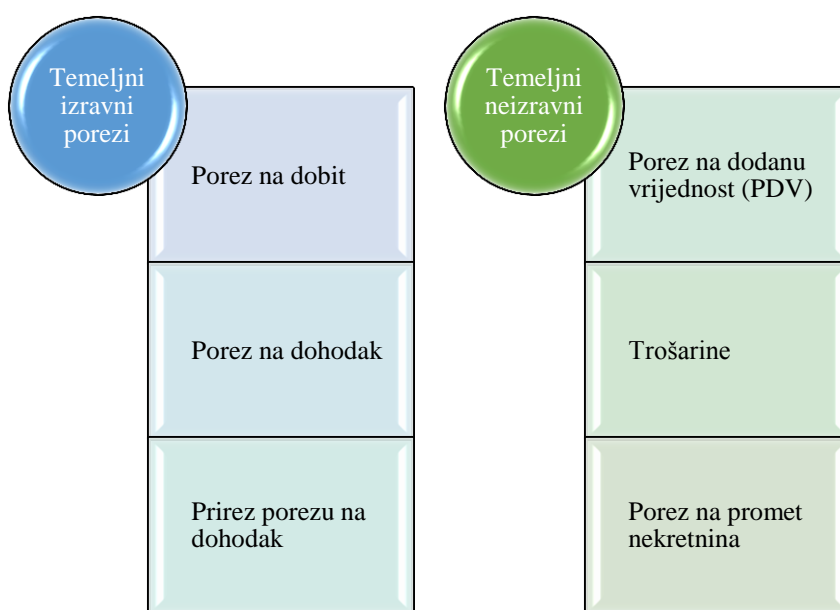 Temeljni
izravni
porezi
Porez na dobit
Porez na dohodak
Prirez porezu na
dohodak
Temeljni
neizravni
porezi
Porez na dodanu
vrijednost (PDV)
Trošarine
Porez na promet
nekretnina